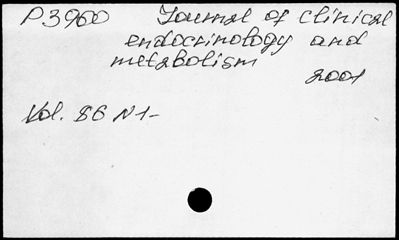 P3960 Journal of clinical
endocrinology and
metabolism
2001
Vol. 86 N1-